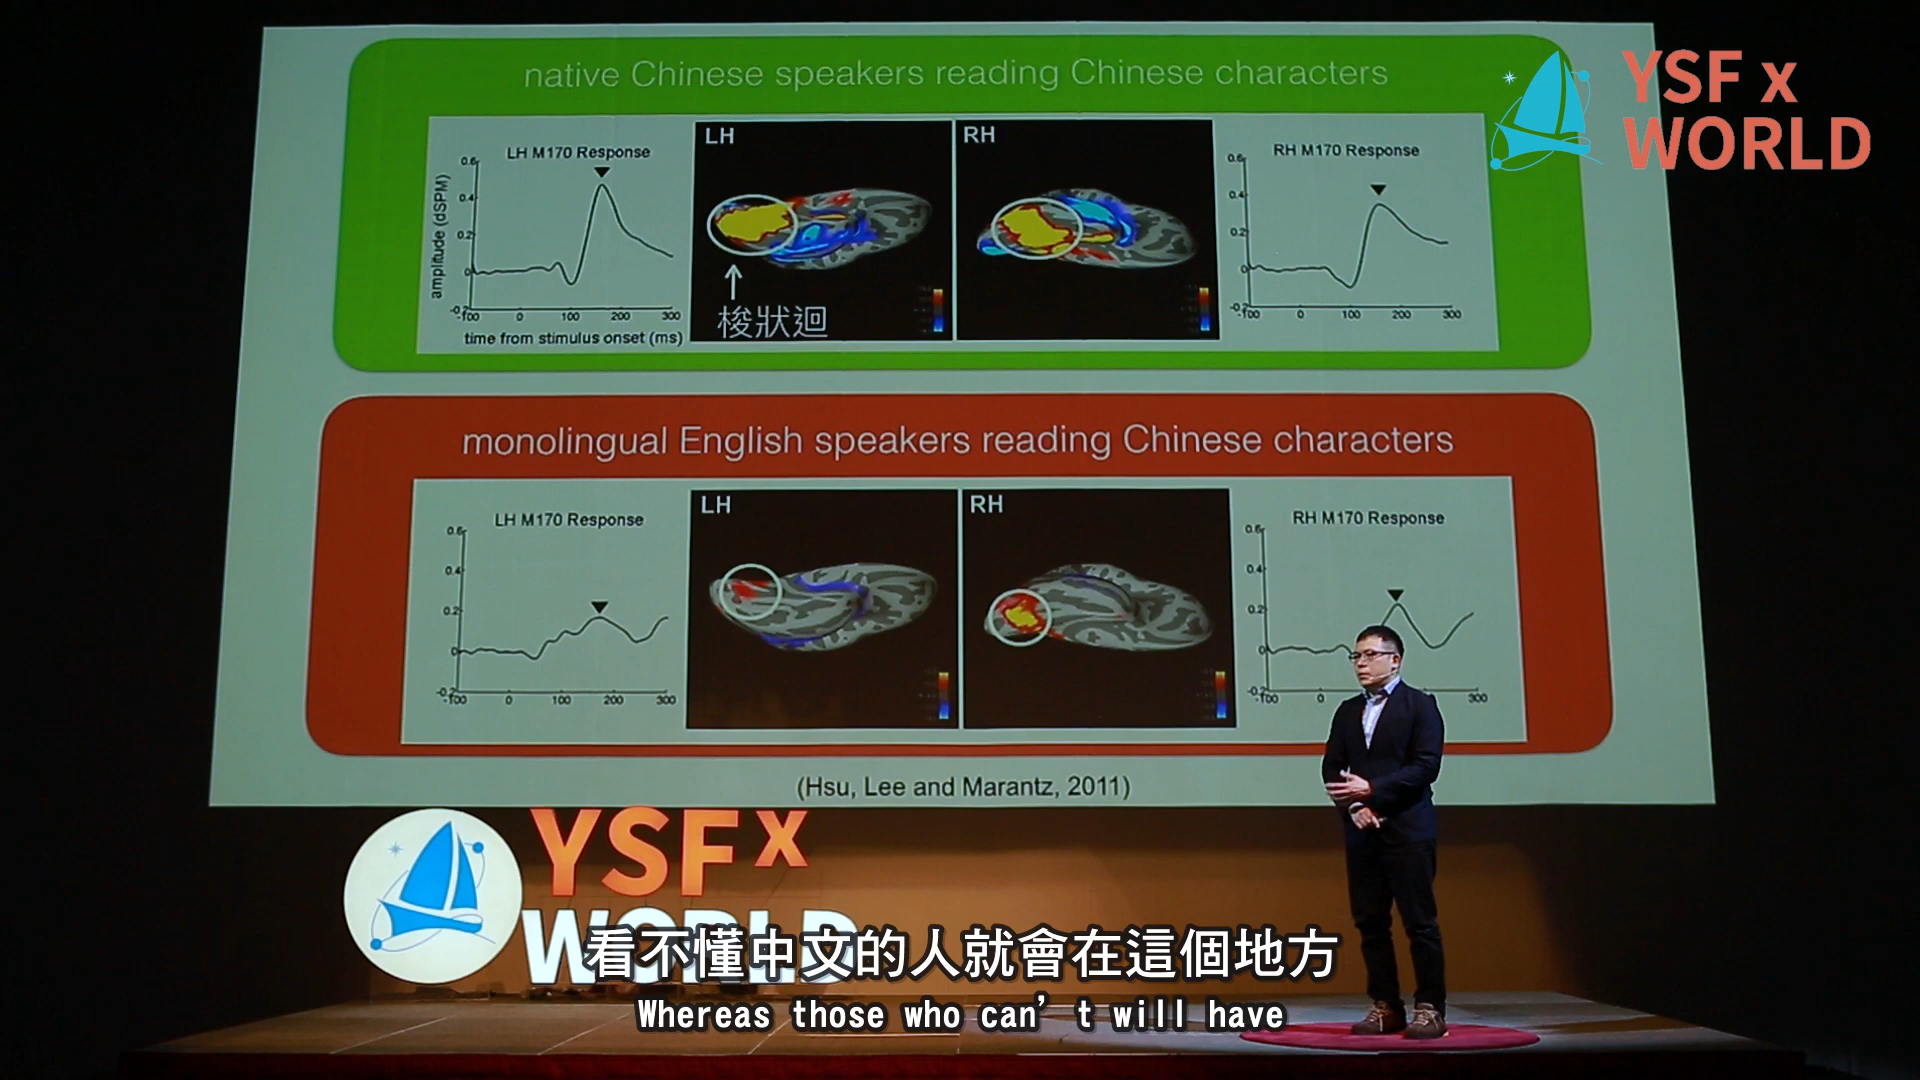 native Chinese speakers reading Chinese characters
YSF x
WORLD
LH M170 Response
amplitude (dSPM)
0.6
0.4
0.2
0
-0.2
-100 0 100 200 300
time from stimulus onset (ms)
LH
梭狀迴
RH
RH M170 Response
0.6
0.4
0.2
0
-0.2
-100 0 100 200 300
monolingual English speakers reading Chinese characters
LH M170 Response
0.6
0.4
0.2
0
-0.2
-100 0 100 200 300
LH
RH
RH M170 Response
0.6
0.4
0.2
0
-0.2
-100 0 300
(Hsu, Lee and Marantz, 2011)
YSF x
WORLD
看不懂中文的人就會在這個地方
Whereas those who can't will have